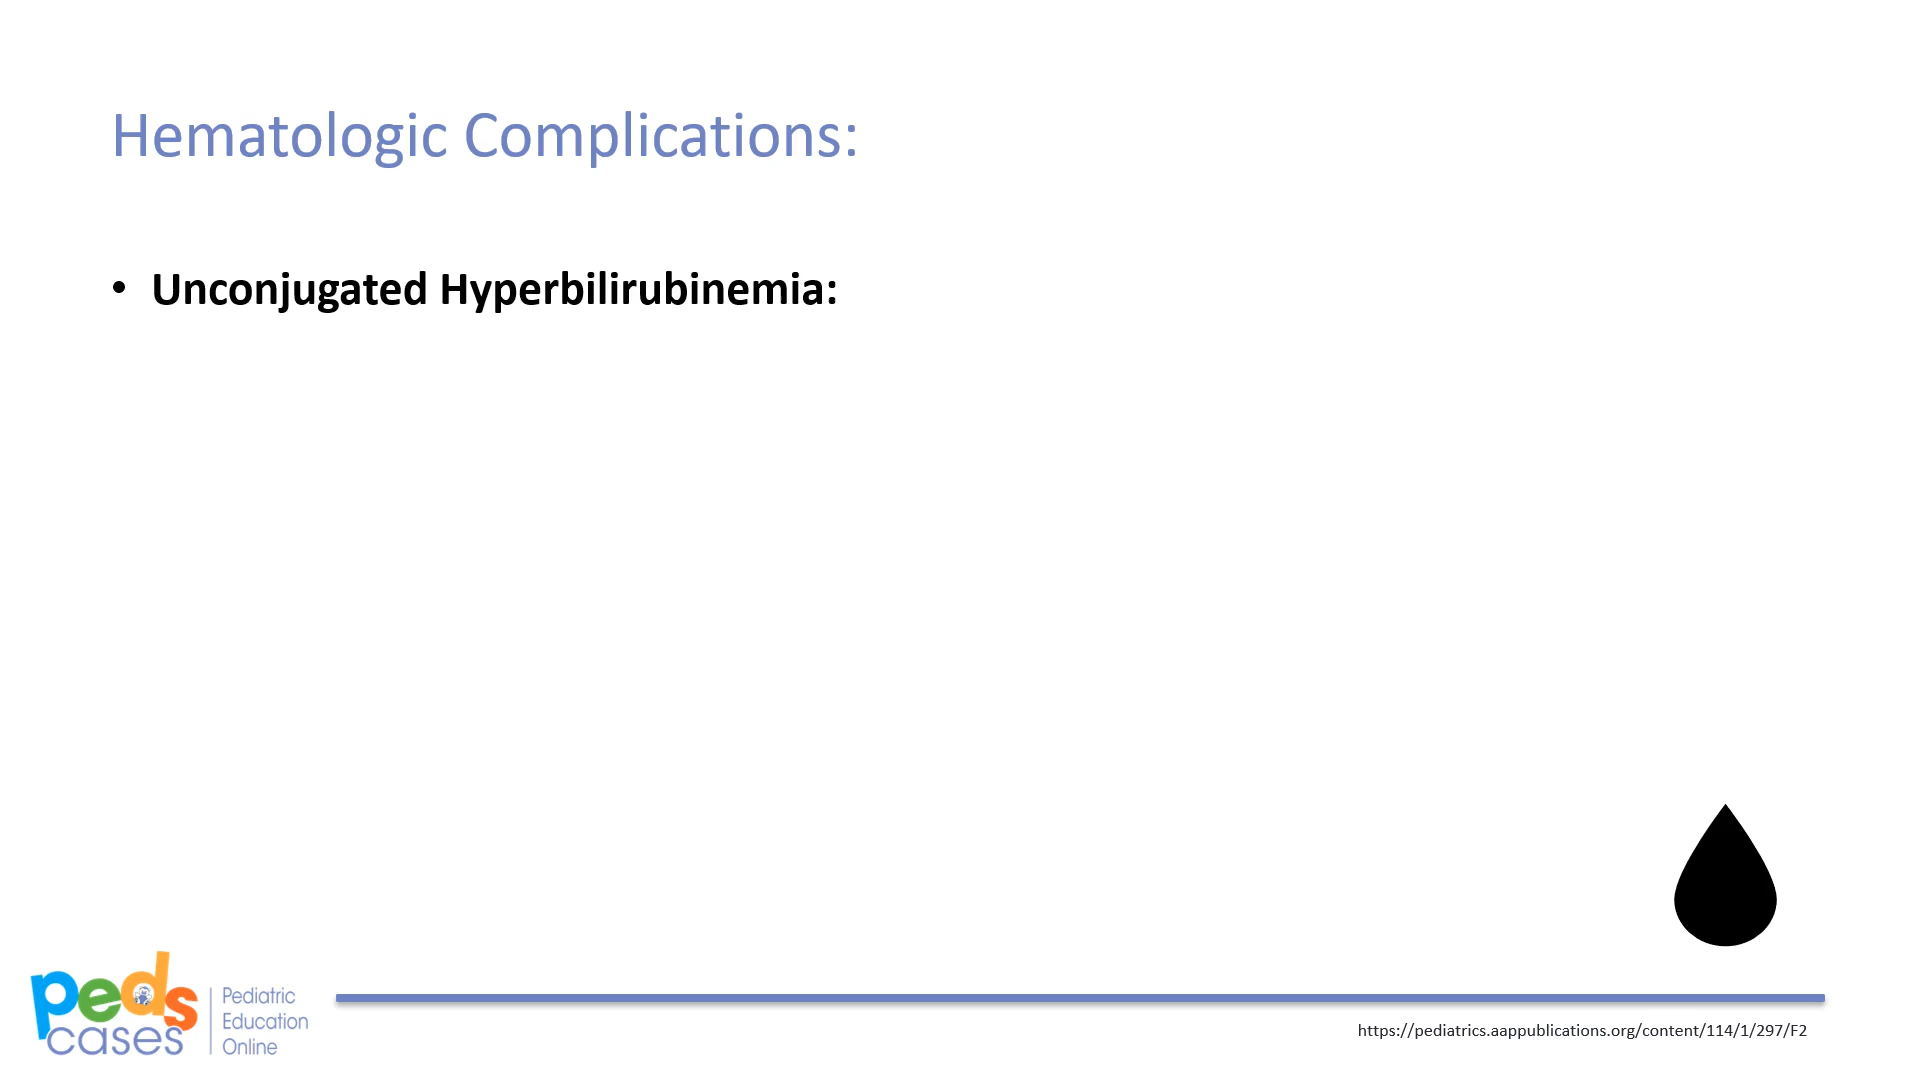 Hematologic Complications:
• Unconjugated Hyperbilirubinemia:
peds
cases
Pediatric
Education
Online
https://pediatrics.aappublications.org/content/114/1/297/F2